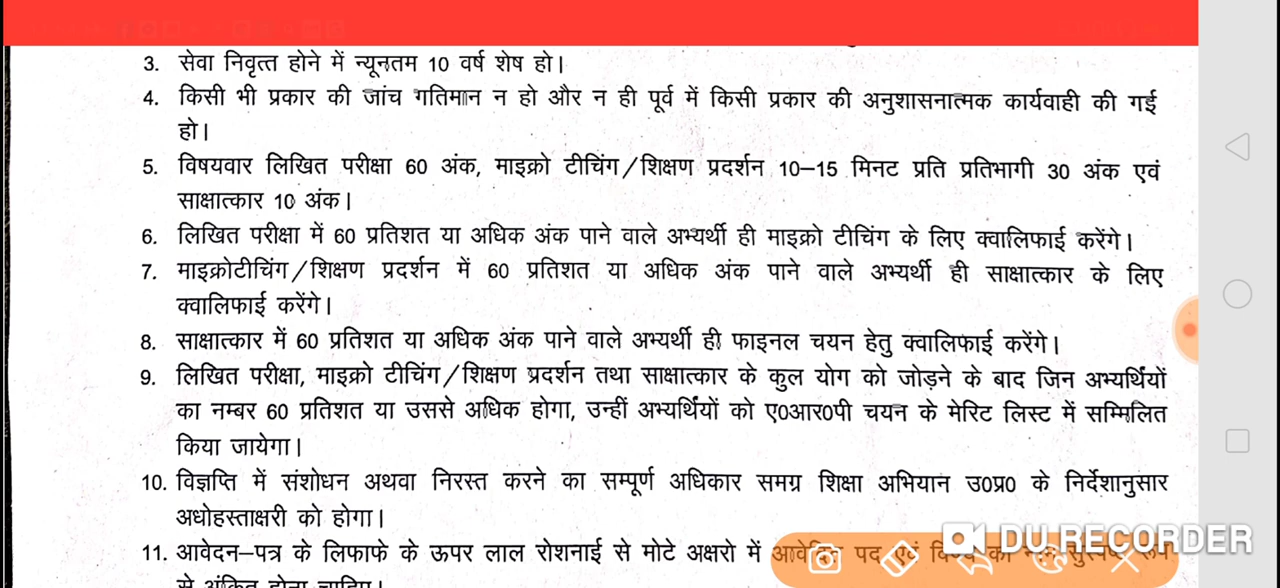 3. सेवा निवृत्त होने में न्यूनतम 10 वर्ष शेष हो।
4. किसी भी प्रकार की जांच गतिमान न हो और न ही पूर्व में किसी प्रकार की अनुशासनात्मक कार्यवाही की गई
हो।
5. विषयवार लिखित परीक्षा 60 अंक, माइक्रो टीचिंग/शिक्षण प्रदर्शन 10–15 मिनट प्रति प्रतिभागी 30 अंक एवं
साक्षात्कार 10 अंक।
6. लिखित परीक्षा में 60 प्रतिशत या अधिक अंक पाने वाले अभ्यर्थी ही माइक्रो टीचिंग के लिए क्वालिफाई करेंगे।
7. माइक्रोटीचिंग/शिक्षण प्रदर्शन में 60 प्रतिशत या अधिक अंक पाने वाले अभ्यर्थी ही साक्षात्कार के लिए
क्वालिफाई करेंगे।
8. साक्षात्कार में 60 प्रतिशत या अधिक अंक पाने वाले अभ्यर्थी ही फाइनल चयन हेतु क्वालिफाई करेंगे।
9. लिखित परीक्षा, माइक्रो टीचिंग/शिक्षण प्रदर्शन तथा साक्षात्कार के कुल योग को जोड़ने के बाद जिन अभ्यर्थियों
का नम्बर 60 प्रतिशत या उससे अधिक होगा, उन्हीं अभ्यर्थियों को ए0आर0पी चयन के मेरिट लिस्ट में सम्मिलित
किया जायेगा।
10. विज्ञप्ति में संशोधन अथवा निरस्त करने का सम्पूर्ण अधिकार समग्र शिक्षा अभियान उ0प्र0 के निर्देशानुसार
अधोहस्ताक्षरी को होगा।
11. आवेदन–पत्र के लिफाफे के ऊपर लाल रोशनाई से मोटे अक्षरो में आवेदित पद एवं
से अंकित होना चाहिए।
DU RECORDER